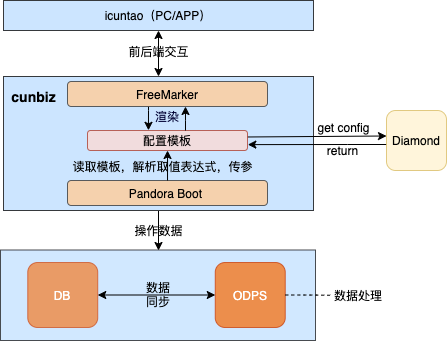 icuntao（PC/APP）
前后端交互
cunbiz
FreeMarker
渲染
配置模板
get config
return
Diamond
读取模板，解析取值表达式，传参
Pandora Boot
操作数据
DB
数据
同步
ODPS
数据处理